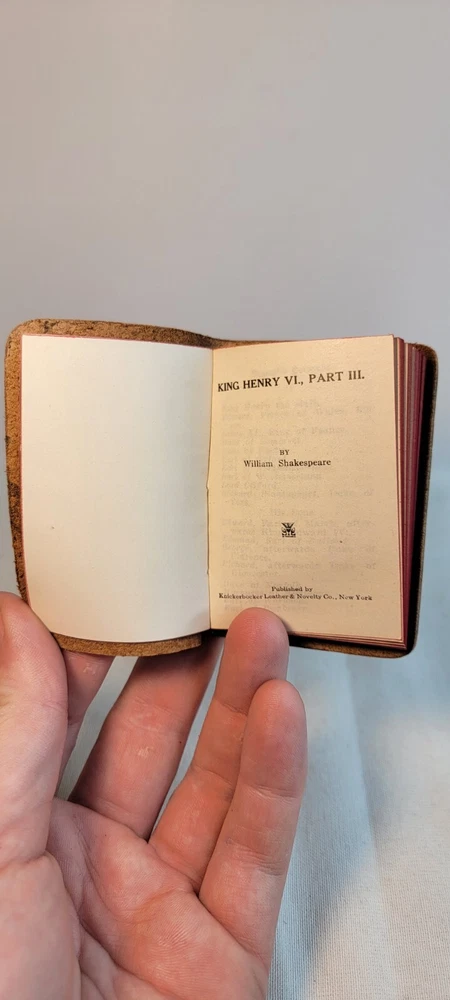 KING HENRY VI., PART III.
BY
William Shakespeare
Published by
Knickerbocker Leather & Novelty Co., New York